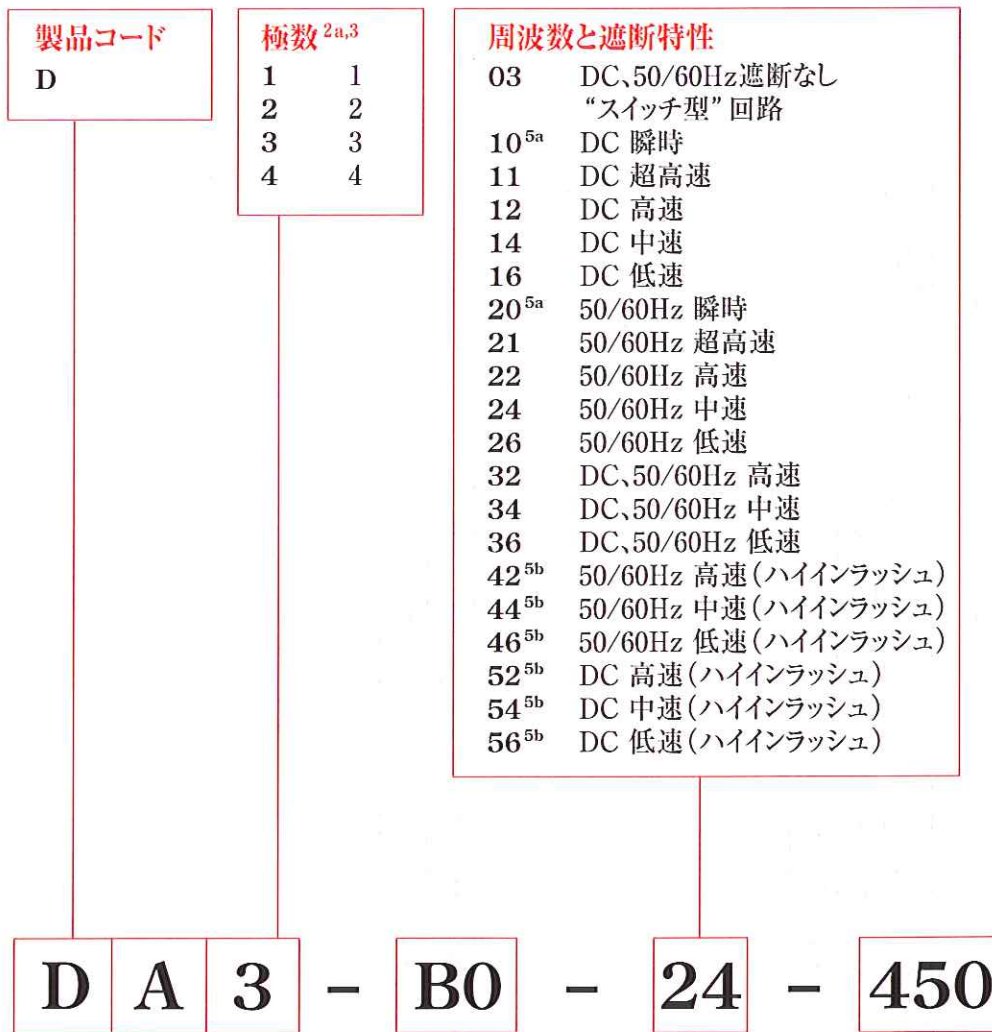 製品コード
D
極数 2a,3
1 1
2 2
3 3
4 4
周波数と遮断特性
03 DC、50/60Hz遮断なし
“スイッチ型” 回路
10 5a DC 瞬時
11 DC 超高速
12 DC 高速
14 DC 中速
16 DC 低速
20 5a 50/60Hz 瞬時
21 50/60Hz 超高速
22 50/60Hz 高速
24 50/60Hz 中速
26 50/60Hz 低速
32 DC、50/60Hz 高速
34 DC、50/60Hz 中速
36 DC、50/60Hz 低速
42 5b 50/60Hz 高速(ハイインラッシュ)
44 5b 50/60Hz 中速(ハイインラッシュ)
46 5b 50/60Hz 低速(ハイインラッシュ)
52 5b DC 高速(ハイインラッシュ)
54 5b DC 中速(ハイインラッシュ)
56 5b DC 低速(ハイインラッシュ)
D A 3 - B0 - 24 - 450